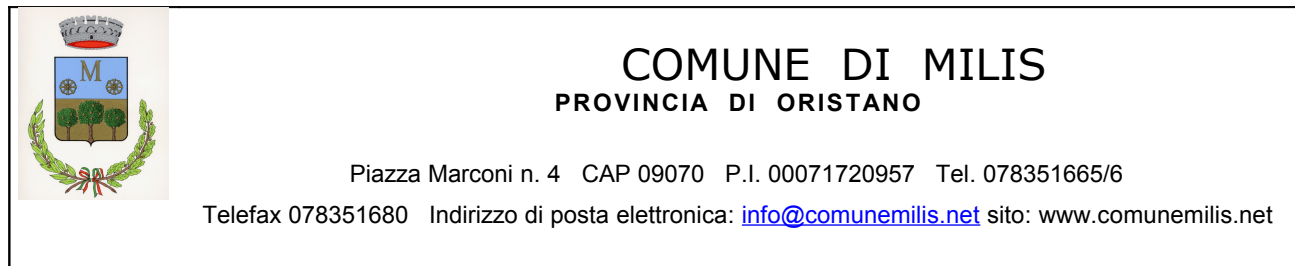 M
COMUNE DI MILIS
PROVINCIA DI ORISTANO
Piazza Marconi n. 4 CAP 09070 P.I. 00071720957 Tel. 078351665/6
Telefax 078351680 Indirizzo di posta elettronica: info@comunemilis.net sito: www.comunemilis.net